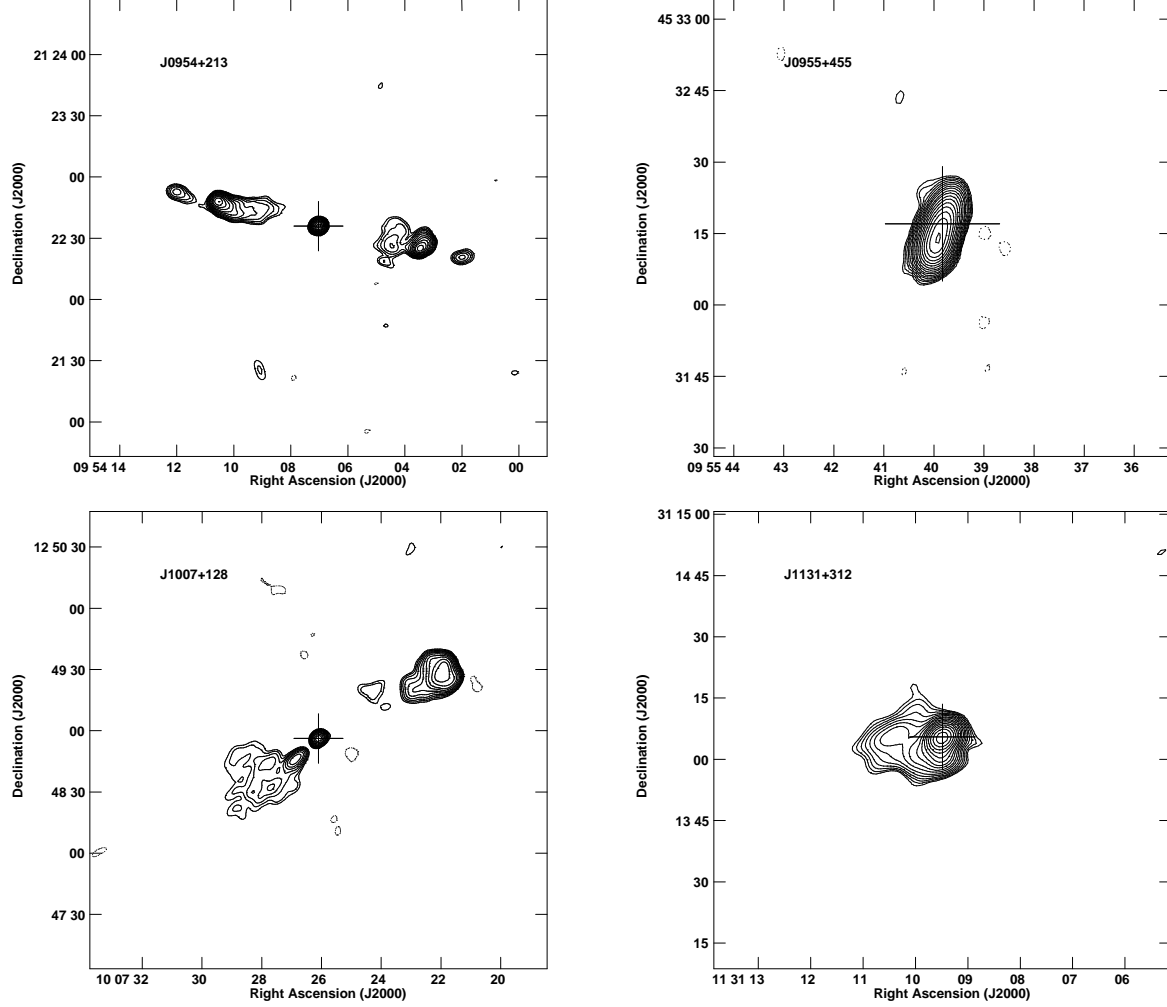 J0954+213
Declination (J2000)
21 24 00
23 30
00
22 30
00
21 30
00
09 54 14 12 10 08 06 04 02 00
Right Ascension (J2000)
J0955+455
Declination (J2000)
45 33 00
32 45
30
15
00
31 45
30
09 55 44 43 42 41 40 39 38 37 36
Right Ascension (J2000)
J1007+128
Declination (J2000)
12 50 30
00
49 30
00
48 30
00
47 30
10 07 32 30 28 26 24 22 20
Right Ascension (J2000)
J1131+312
Declination (J2000)
31 15 00
14 45
30
15
00
13 45
30
15
11 31 13 12 11 10 09 08 07 06
Right Ascension (J2000)